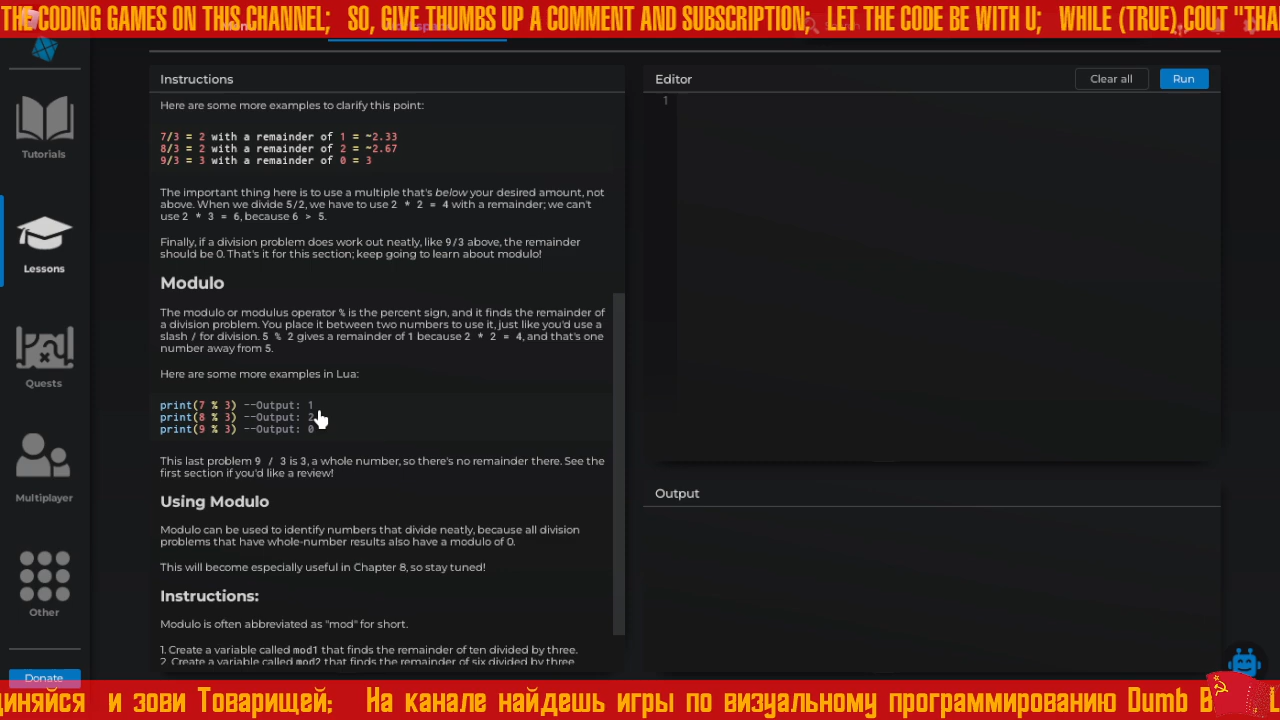 THE CODING GAMES ON THIS CHANNEL;   SO, GIVE THUMBS UP A COMMENT AND SUBSCRIPTION;   LET THE CODE BE WITH U;   WHILE (TRUE) COUT "THA
Tutorials
Lessons
Quests
Multiplayer
Other
Donate
Instructions
Here are some more examples to clarify this point:
7/3 = 2 with a remainder of 1 = ~2.33
8/3 = 2 with a remainder of 2 = ~2.67
9/3 = 3 with a remainder of 0 = 3
The important thing here is to use a multiple that's below your desired amount, not
above. When we divide 5/2, we have to use 2 * 2 = 4 with a remainder; we can't
use 2 * 3 = 6, because 6 > 5.
Finally, if a division problem does work out neatly, like 9/3 above, the remainder
should be 0. That's it for this section; keep going to learn about modulo!
Modulo
The modulo or modulus operator % is the percent sign, and it finds the remainder of
a division problem. You place it between two numbers to use it, just like you'd use a
slash / for division. 5 % 2 gives a remainder of 1 because 2 * 2 = 4, and that's one
number away from 5.
Here are some more examples in Lua:
print(7 % 3) --Output: 1
print(8 % 3) --Output: 2
print(9 % 3) --Output: 0
This last problem 9 / 3 is 3, a whole number, so there's no remainder there. See the
first section if you'd like a review!
Using Modulo
Modulo can be used to identify numbers that divide neatly, because all division
problems that have whole-number results also have a modulo of 0.
This will become especially useful in Chapter 8, so stay tuned!
Instructions:
Modulo is often abbreviated as "mod" for short.
1. Create a variable called mod1 that finds the remainder of ten divided by three.
2. Create a variable called mod2 that finds the remainder of six divided by three.
Editor
Clear all
Run
1
Output
диняйся   и зови Товарищей;   На канале найдешь игры по визуальному программированию Dumb B